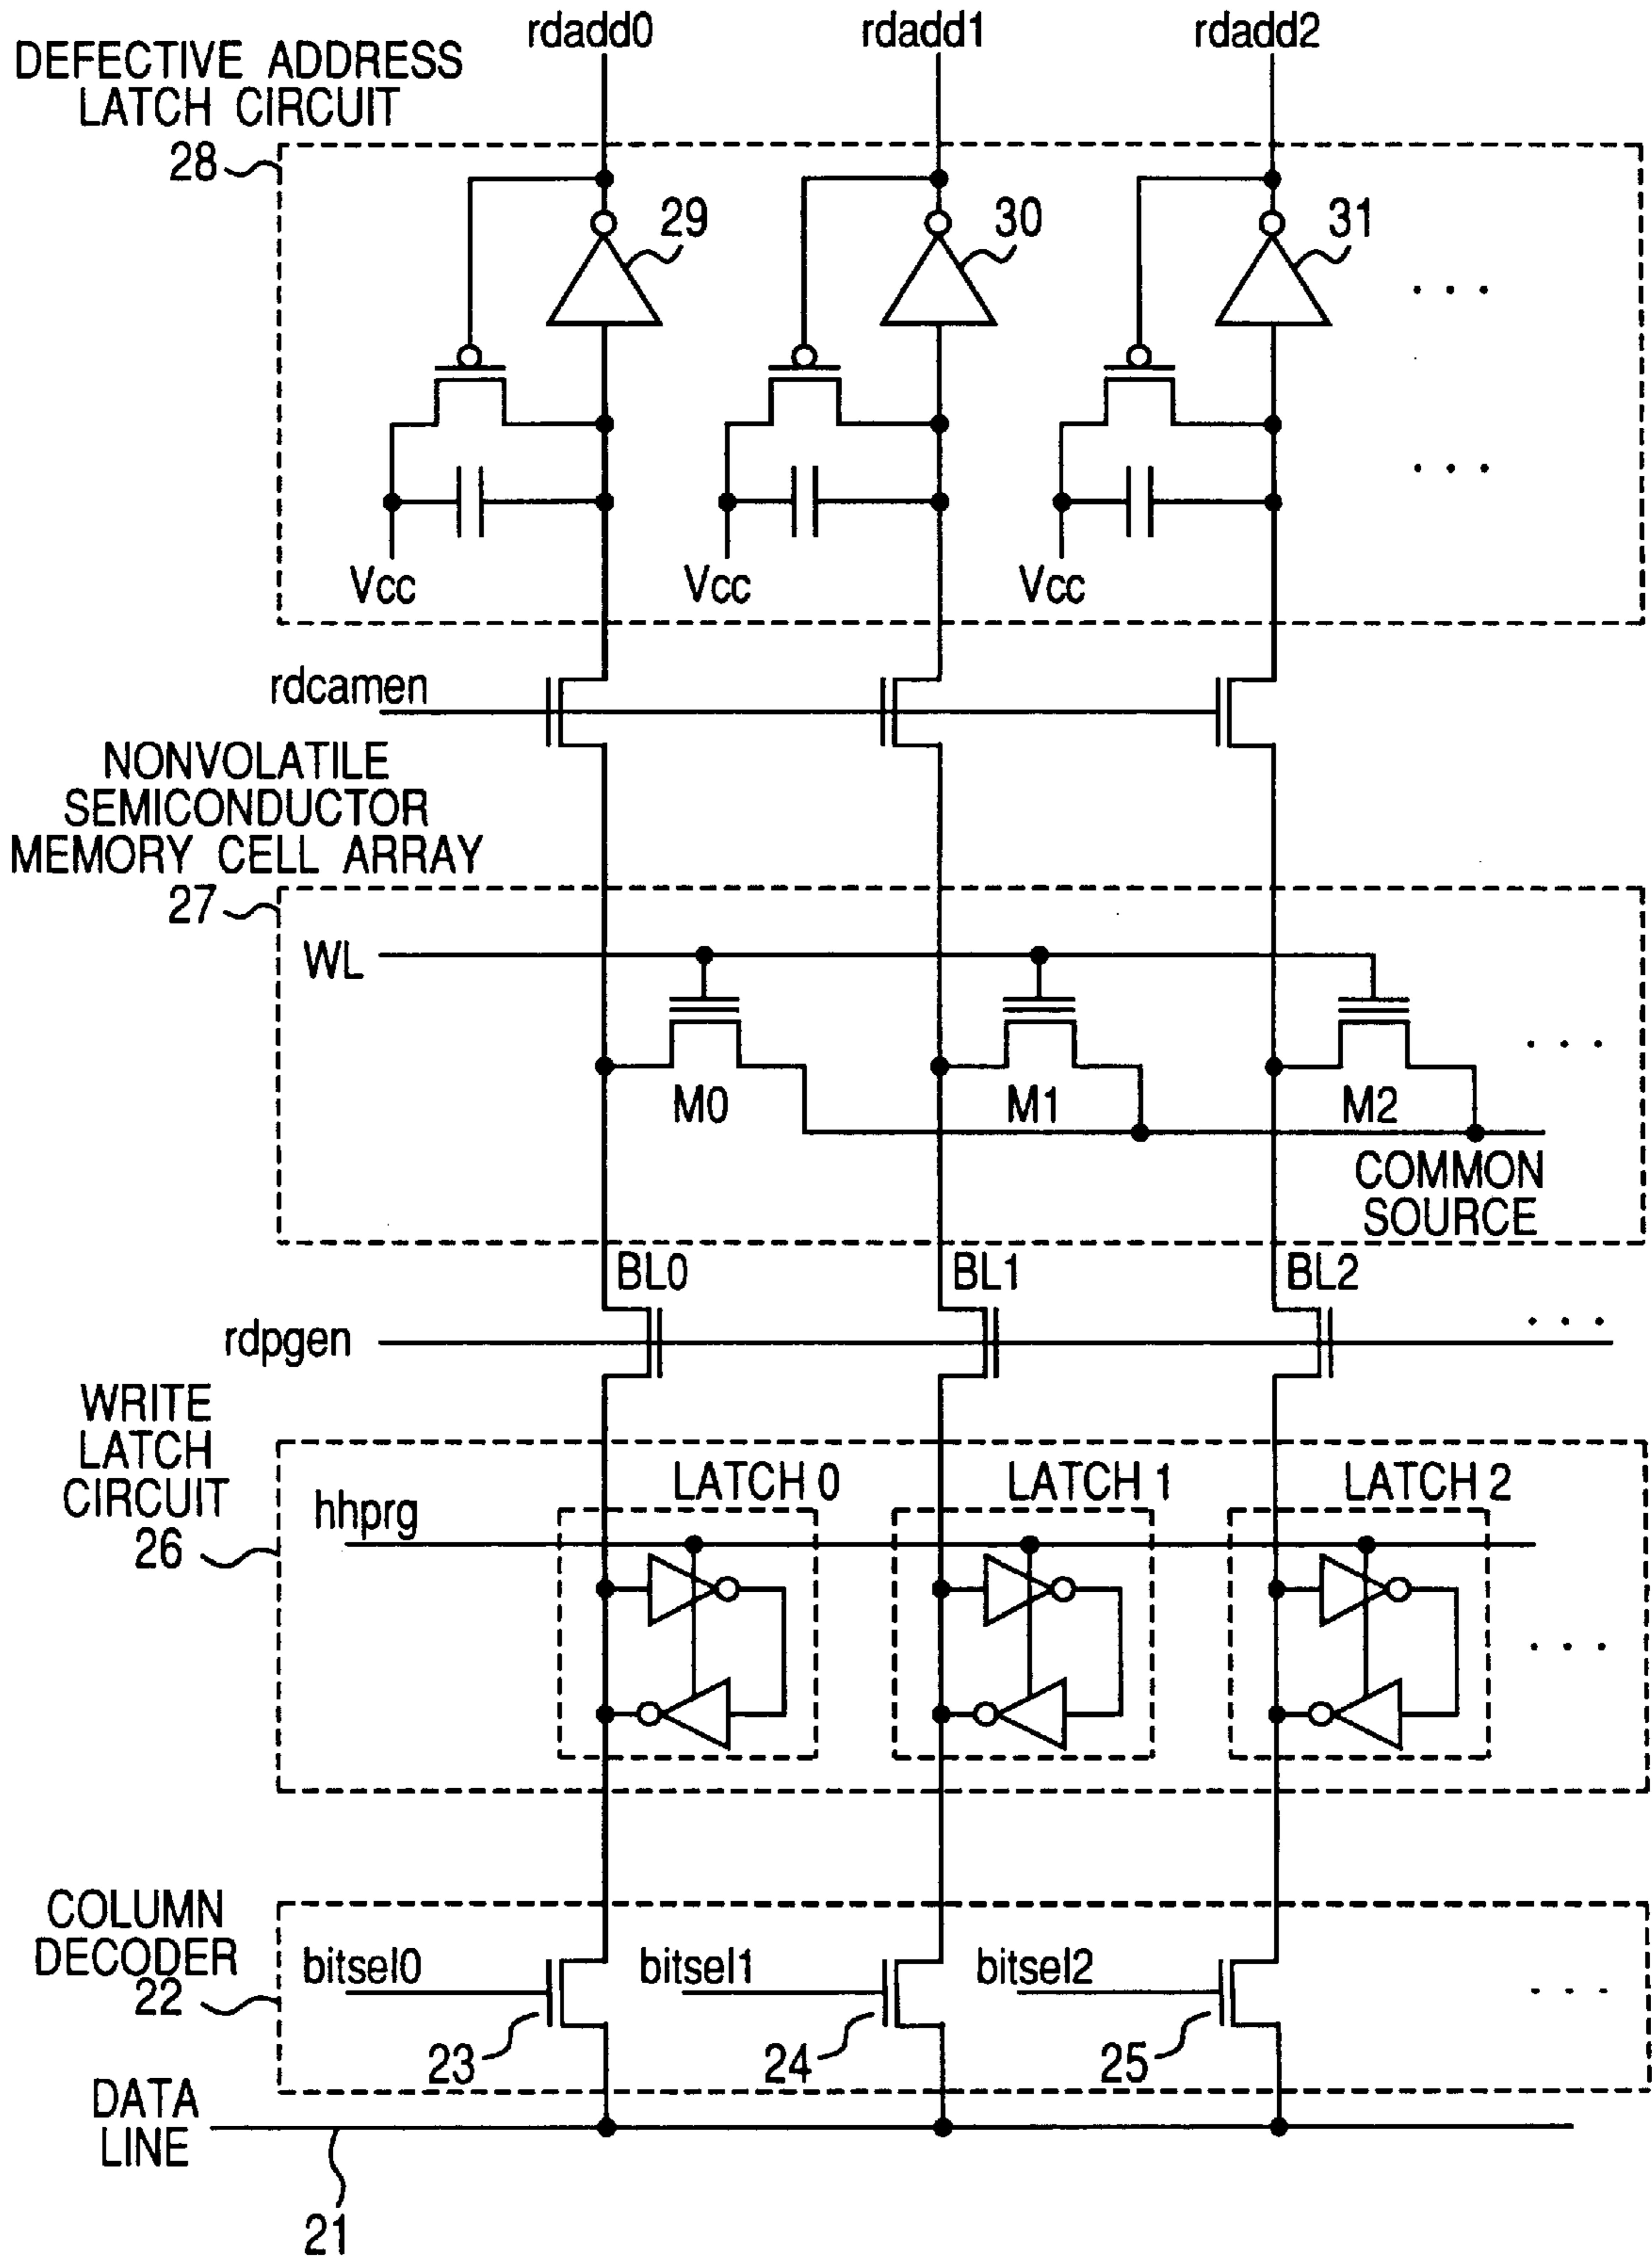 rdadd0 rdadd1 rdadd2
DEFECTIVE ADDRESS
LATCH CIRCUIT
28
29 30 31
. . .
. . .
Vcc Vcc Vcc
rdcamen
NONVOLATILE
SEMICONDUCTOR
MEMORY CELL ARRAY
27
WL
. . .
M0 M1 M2
COMMON
SOURCE
BL0 BL1 BL2
rdpgen
. . .
WRITE
LATCH
CIRCUIT
26
LATCH 0 LATCH 1 LATCH 2
hhprg
. . .
COLUMN
DECODER
22
bitsel0 bitsel1 bitsel2
. . .
23 24 25
DATA
LINE
21